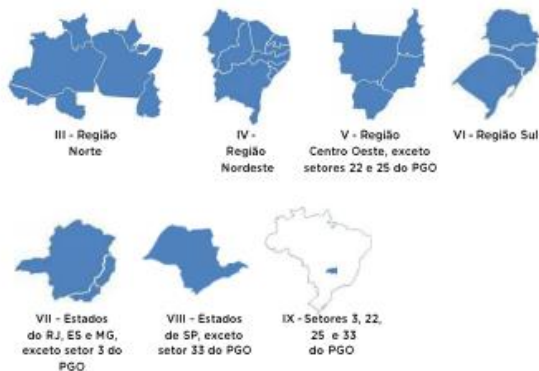 III - Região
Norte
IV -
Região
Nordeste
V - Região
Centro Oeste, exceto
setores 22 e 25 do PGO
VI - Região Sul
VII - Estados
do RJ, ES e MG,
exceto setor 3 do
PGO
VIII - Estados
de SP, exceto
setor 33 do PGO
IX - Setores 3, 22,
25 e 33
do PGO